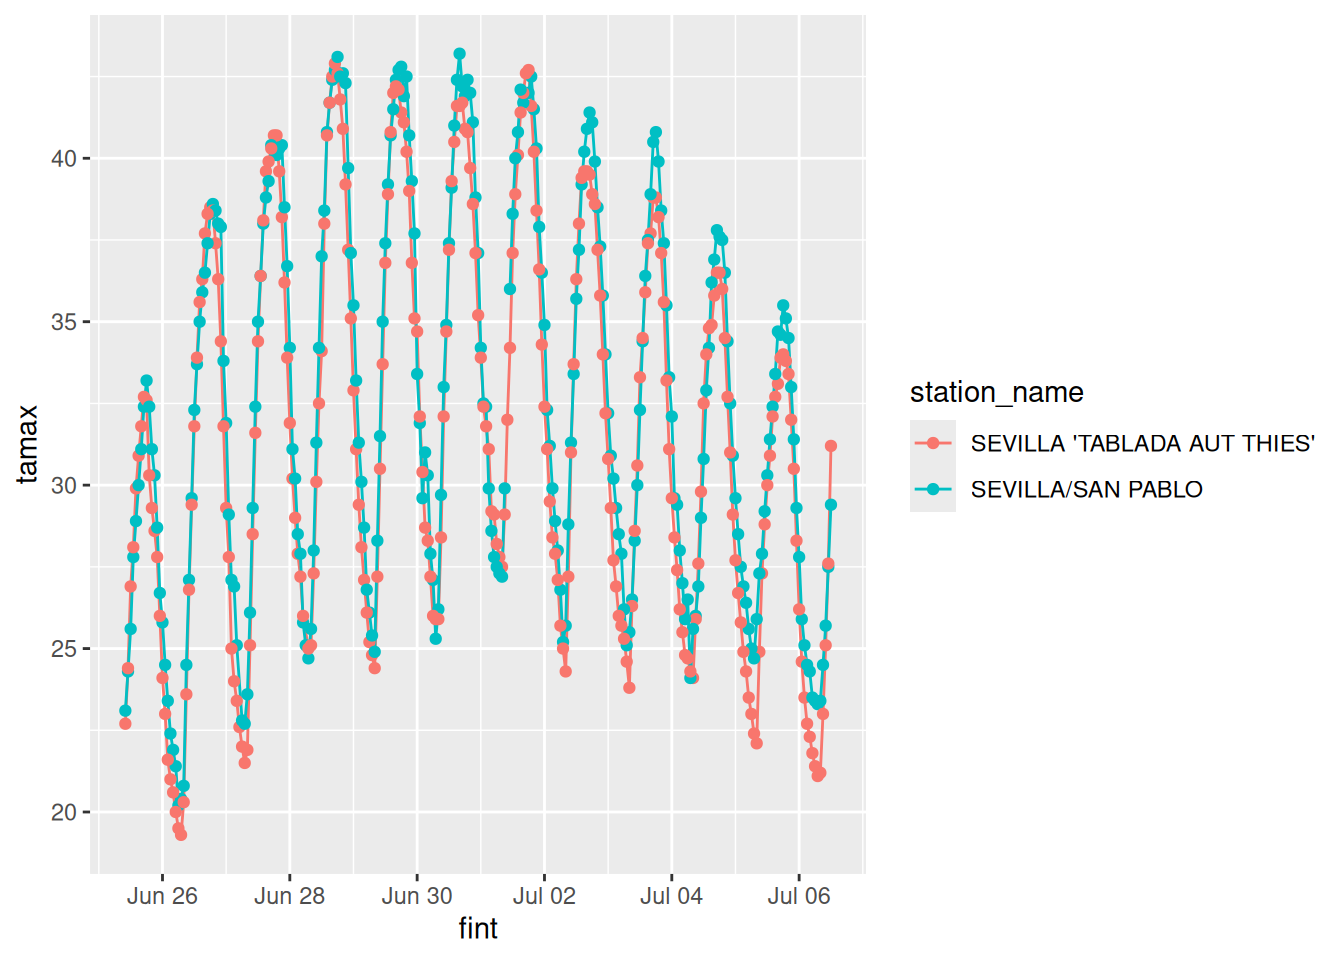 tamax
40
35
30
25
20
Jun 26
Jun 28
Jun 30
Jul 02
Jul 04
Jul 06
fint
station_name
SEVILLA 'TABLADA AUT THIES'
SEVILLA/SAN PABLO